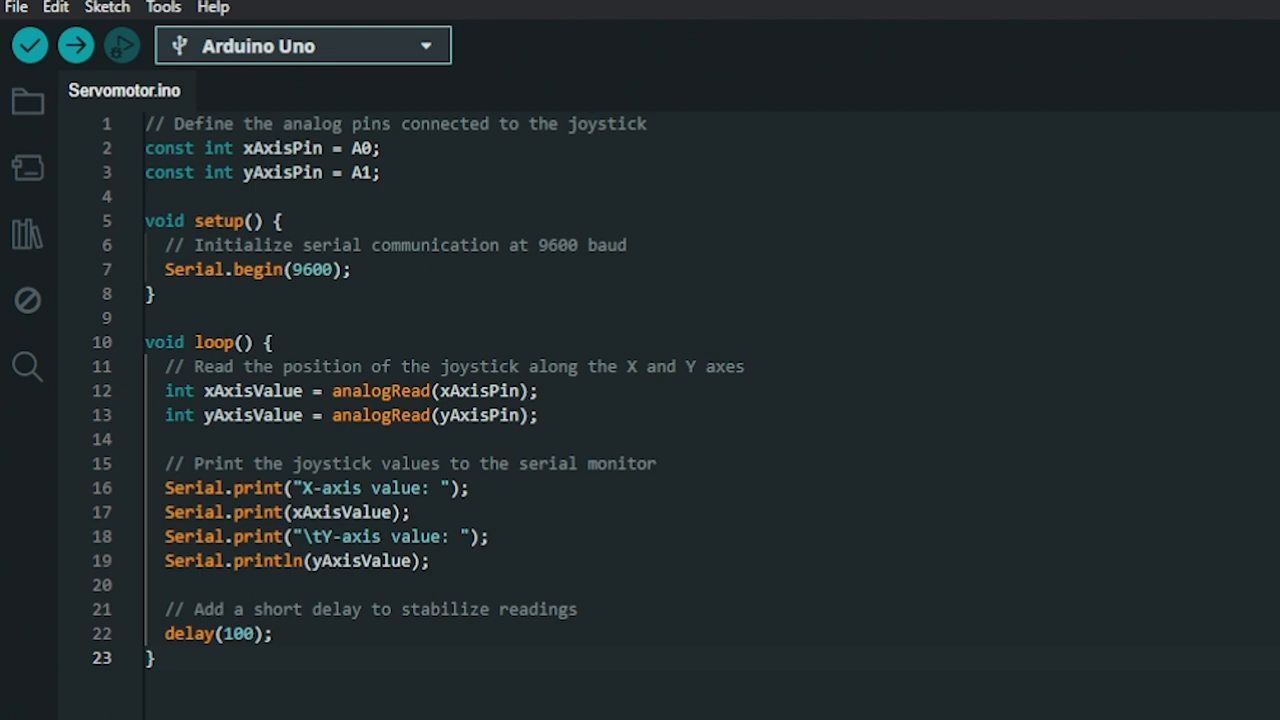 File Edit Sketch Tools Help
Arduino Uno
Servomotor.ino
1 // Define the analog pins connected to the joystick
2 const int xAxisPin = A0;
3 const int yAxisPin = A1;
4
5 void setup() {
6   // Initialize serial communication at 9600 baud
7   Serial.begin(9600);
8 }
9
10 void loop() {
11   // Read the position of the joystick along the X and Y axes
12   int xAxisValue = analogRead(xAxisPin);
13   int yAxisValue = analogRead(yAxisPin);
14
15   // Print the joystick values to the serial monitor
16   Serial.print("X-axis value: ");
17   Serial.print(xAxisValue);
18   Serial.print("\tY-axis value: ");
19   Serial.println(yAxisValue);
20
21   // Add a short delay to stabilize readings
22   delay(100);
23 }